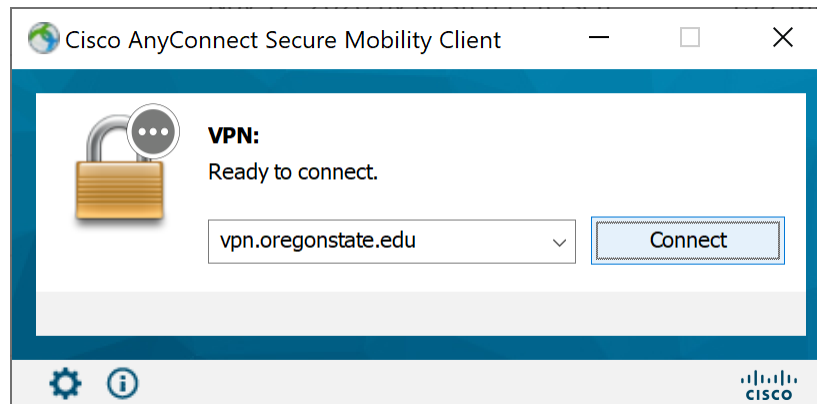 Cisco AnyConnect Secure Mobility Client
VPN:
Ready to connect.
vpn.oregonstate.edu
Connect
CISCO